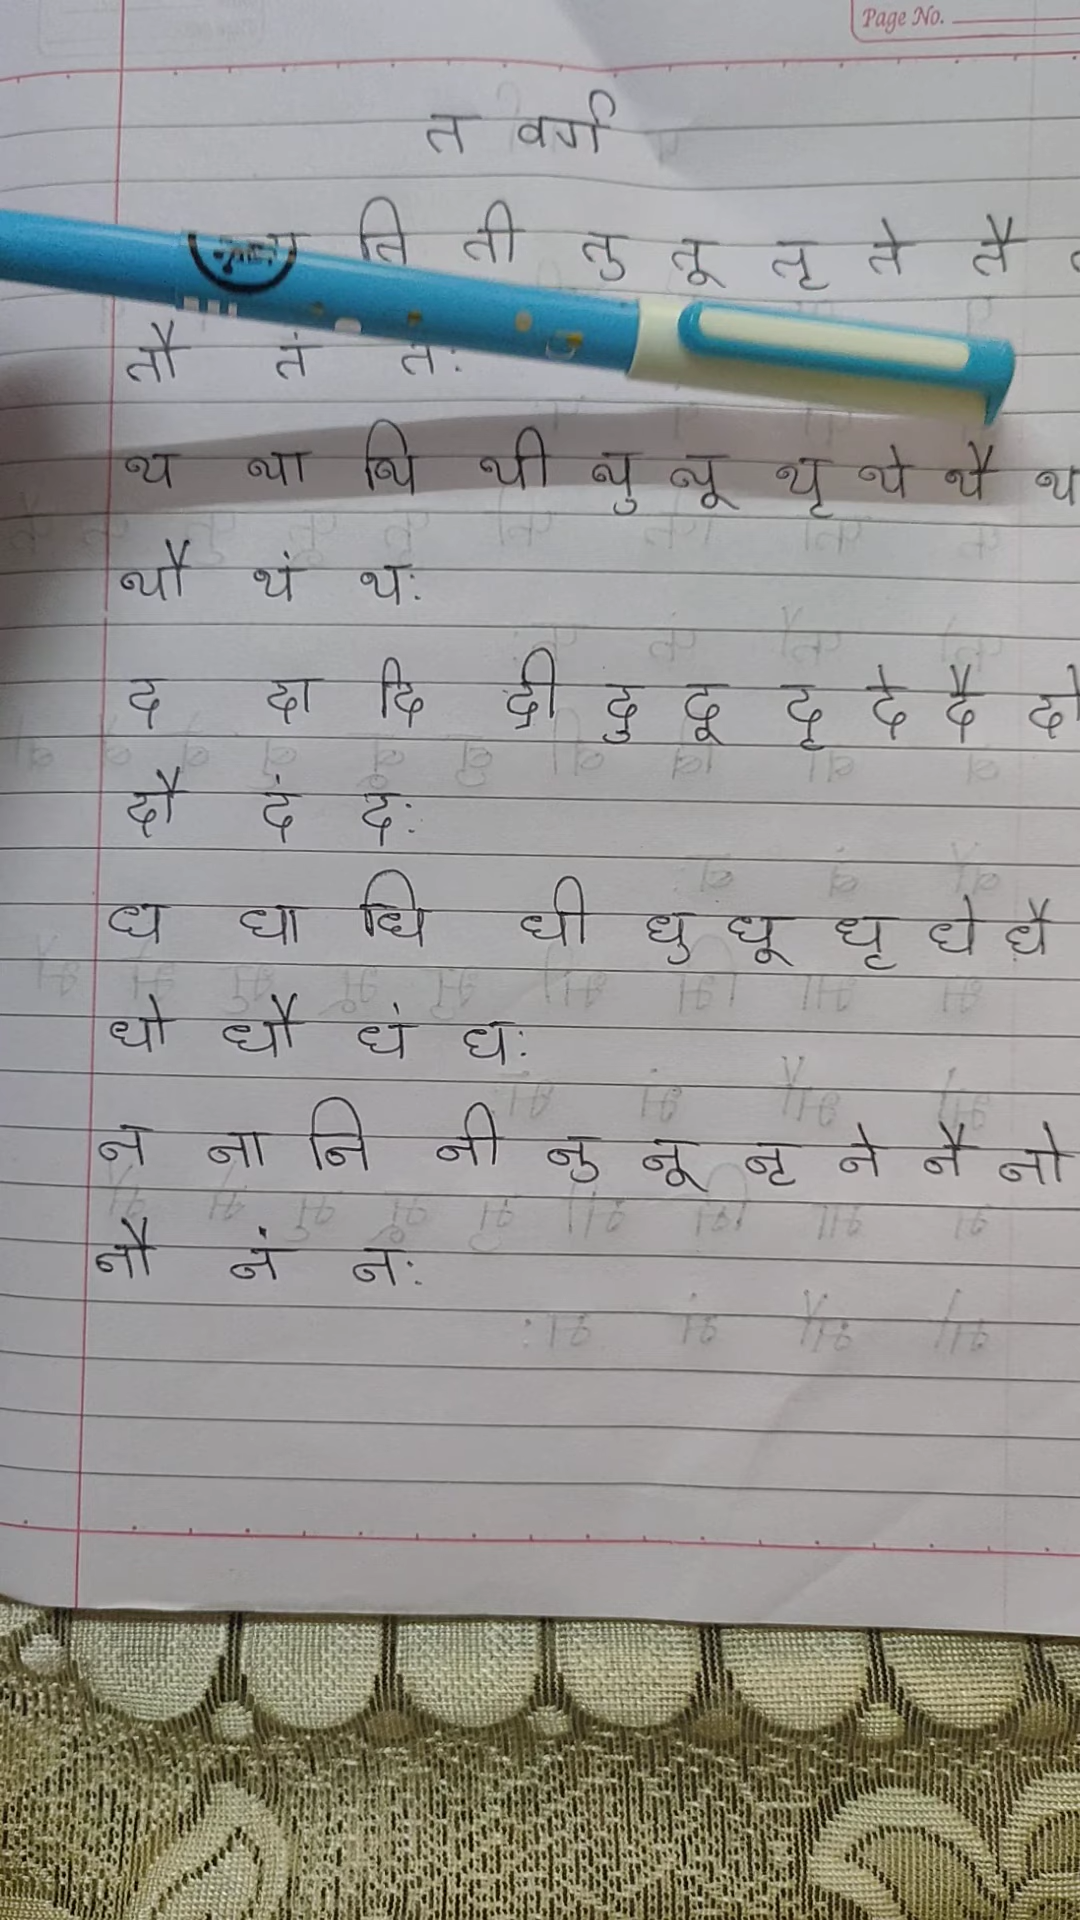 Page No.
त वर्ग
ति ती तु तू तृ ते तै
तौ तं तः
थ था थि थी थु थू थृ थे थै थ
थौ थं थः
द दा दि द्री दु दू दृ दे दै दो
दौ दं दः
ध धा धि धी धु धू धृ धे धै
धो धौ धं धः
न ना नि नी नु नू नृ ने नै नो
नौ नं नः